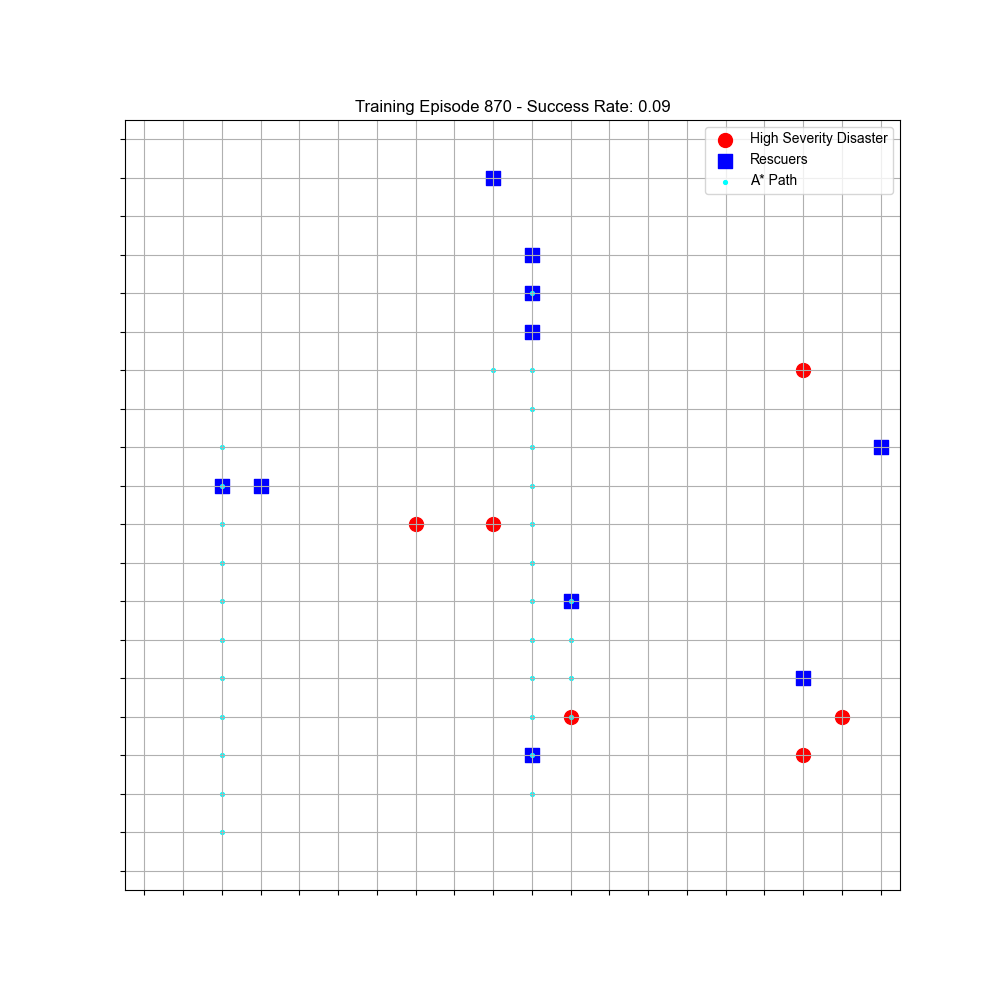 Training Episode 870 - Success Rate: 0.09
High Severity Disaster
Rescuers
A* Path